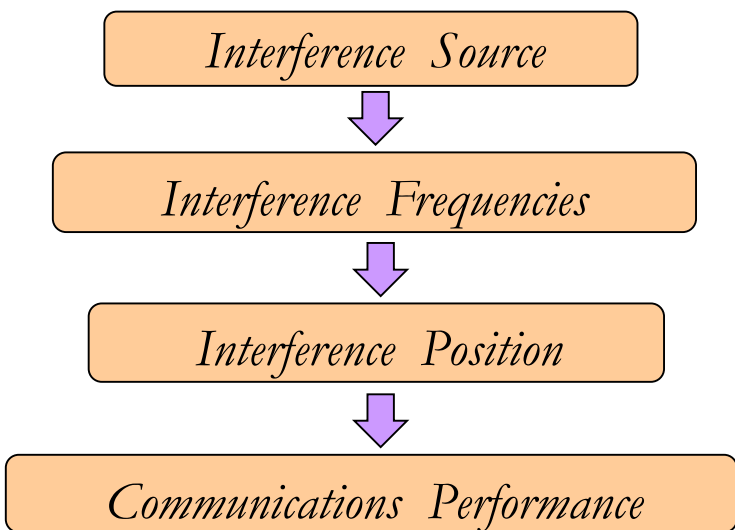 Interference Source
Interference Frequencies
Interference Position
Communications Performance